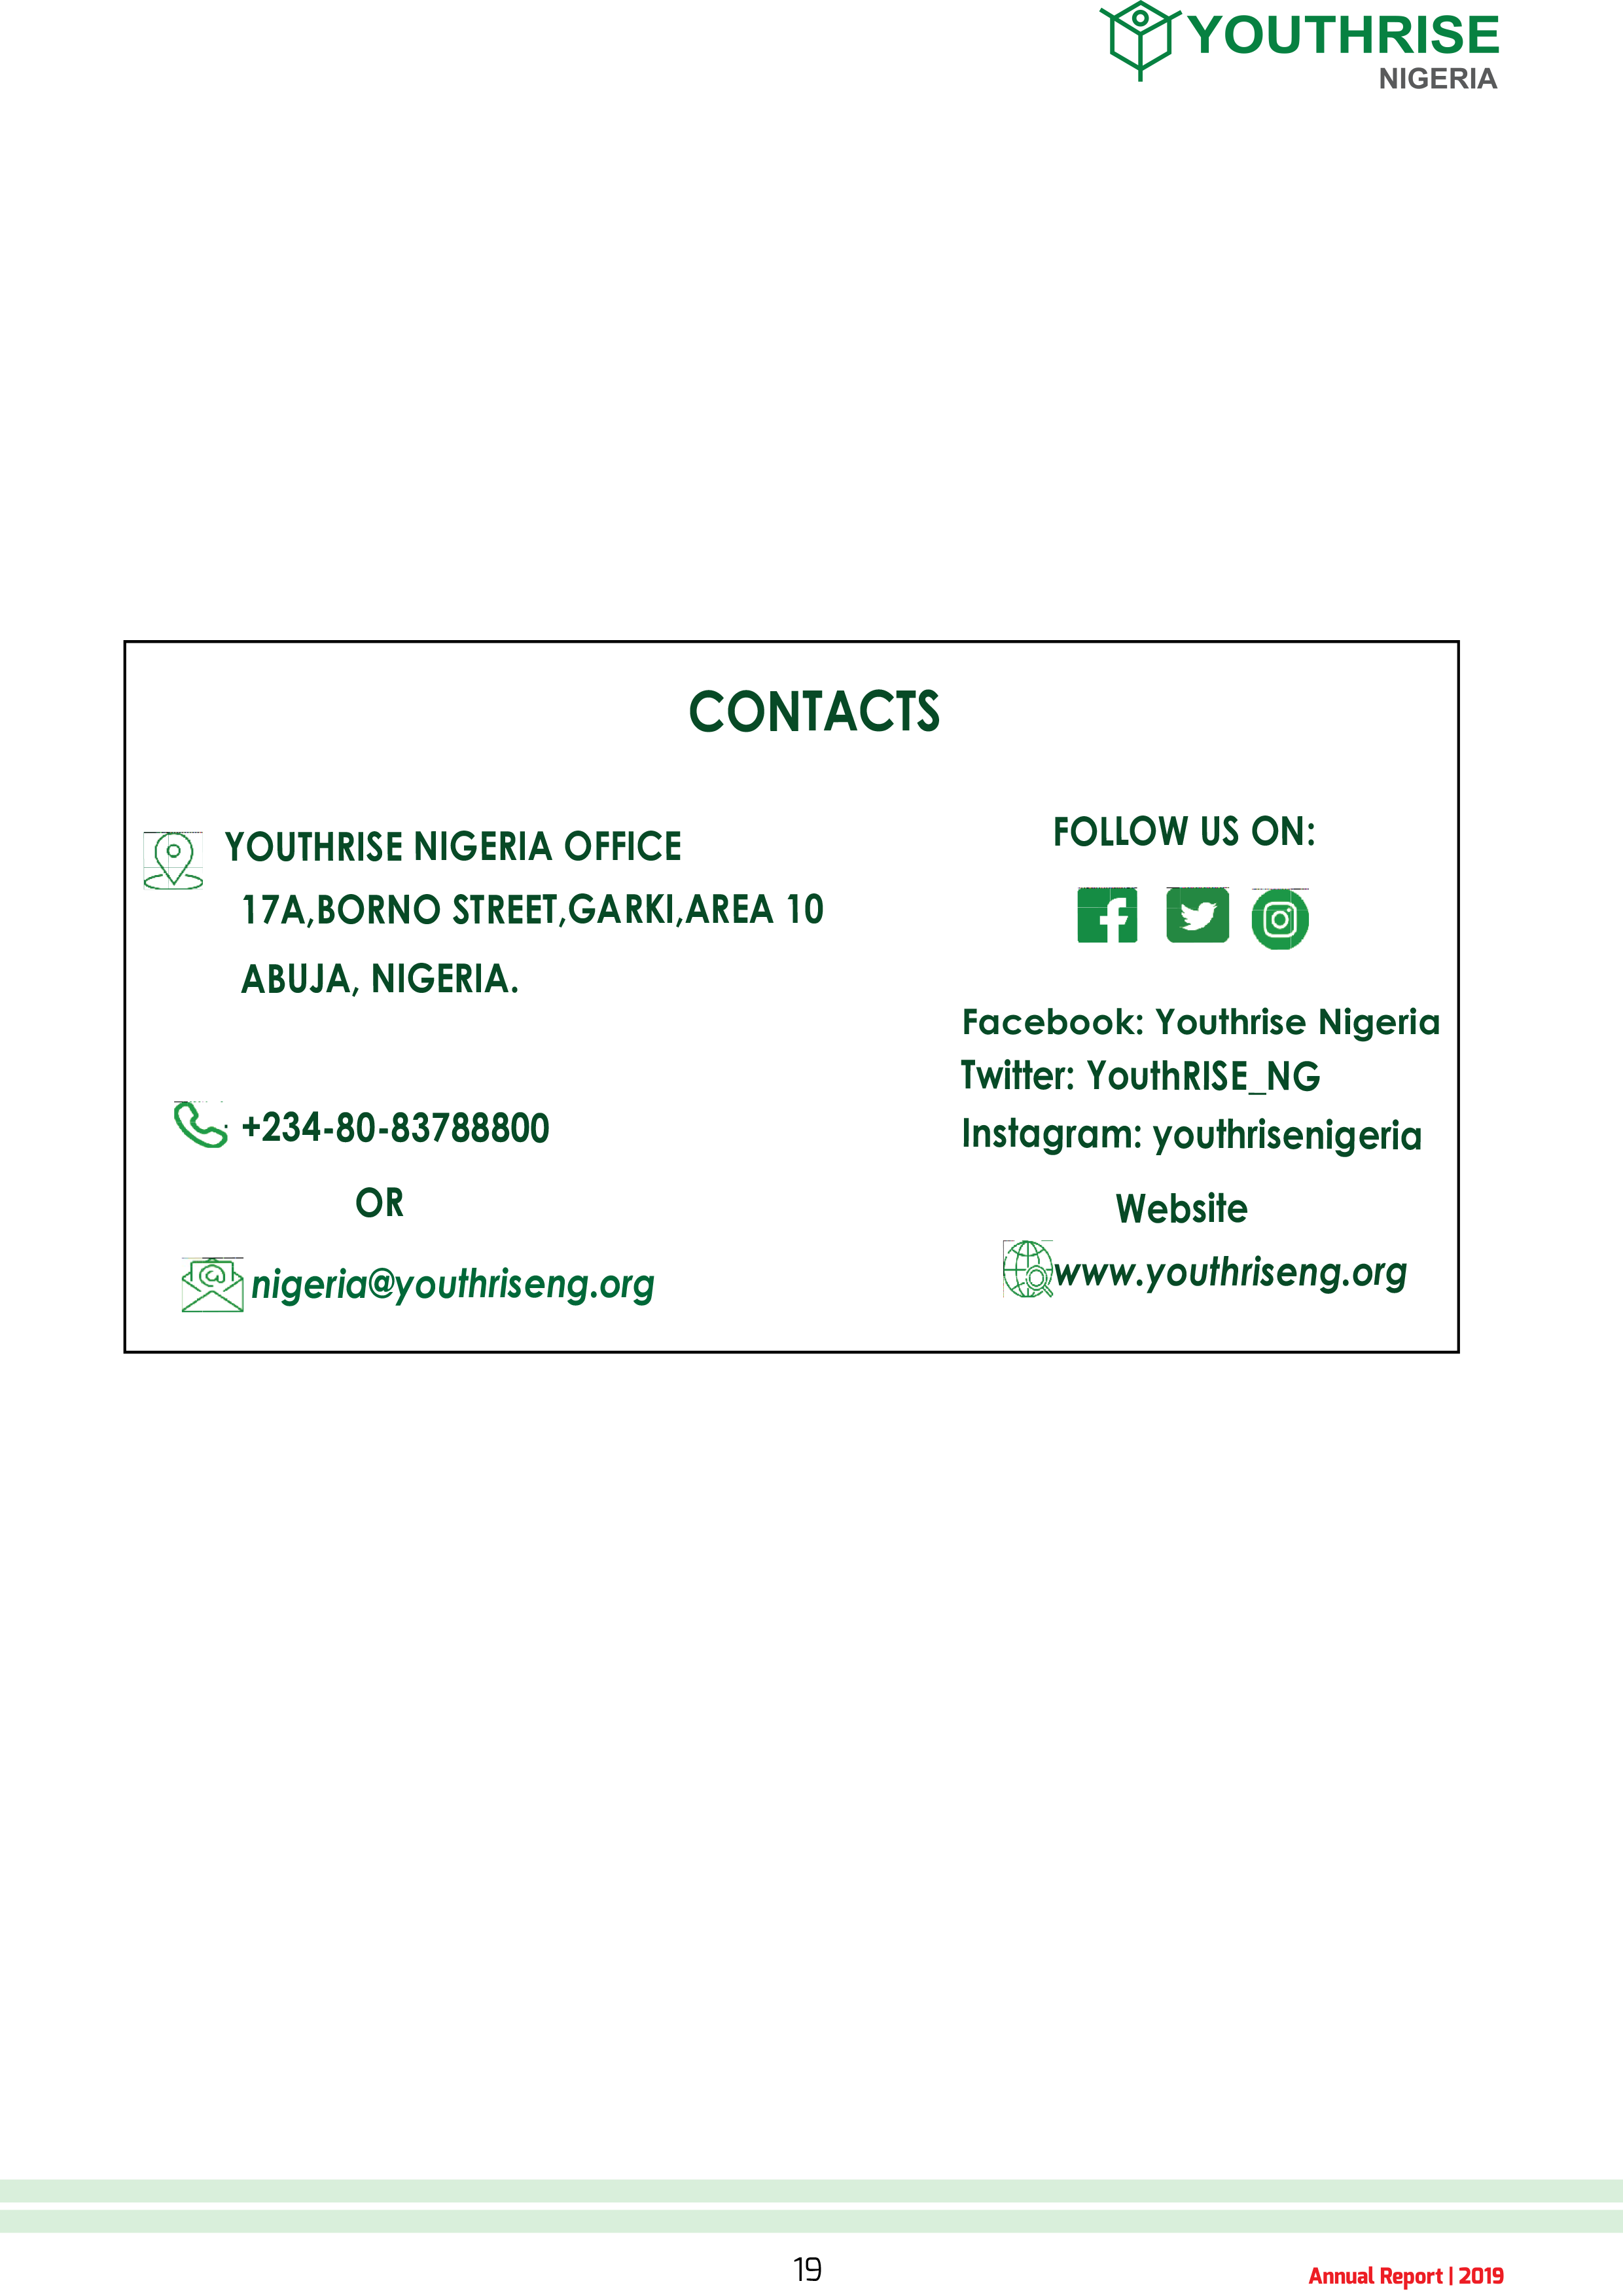 YOUTHRISE
NIGERIA
CONTACTS
YOUTHRISE NIGERIA OFFICE
17A,BORNO STREET,GARKI,AREA 10
ABUJA, NIGERIA.
+234-80-83788800
OR
nigeria@youthriseng.org
FOLLOW US ON:
Facebook: Youthrise Nigeria
Twitter: YouthRISE_NG
Instagram: youthrisenigeria
Website
www.youthriseng.org
19
Annual Report | 2019